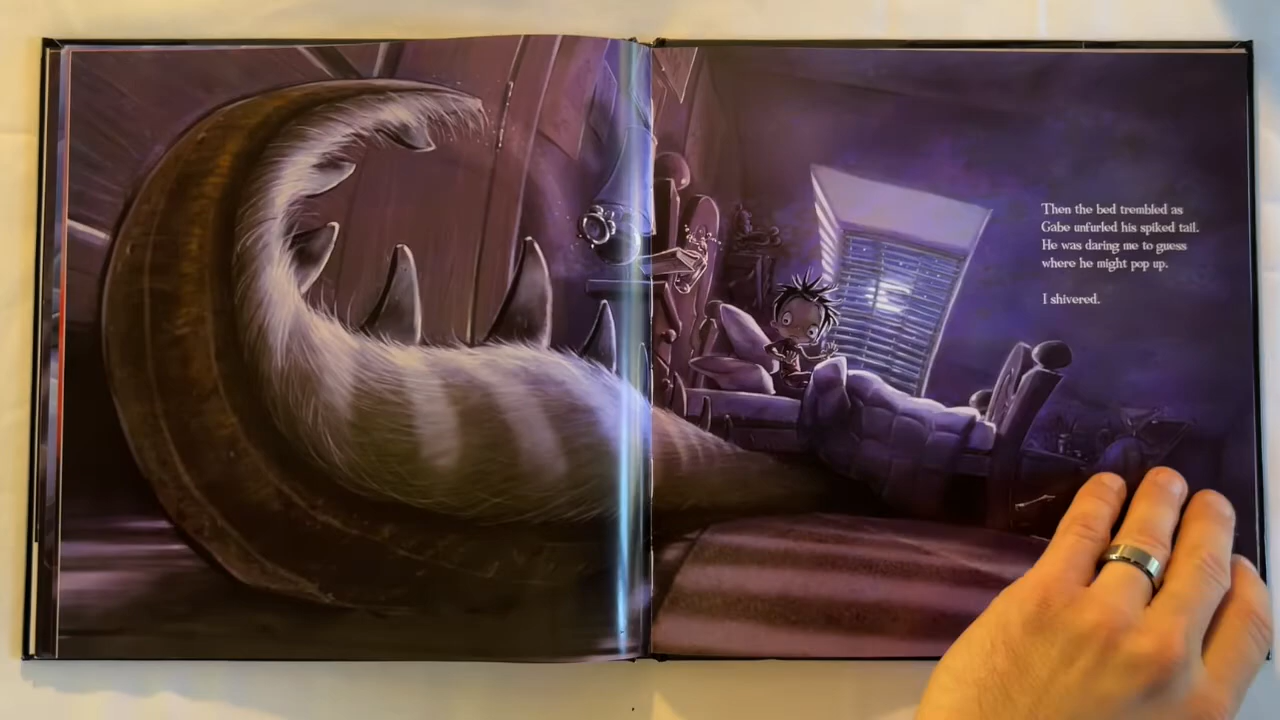 Then the bed trembled as
Gabe unfurled his spiked tail.
He was daring me to guess
where he might pop up.
I shivered.